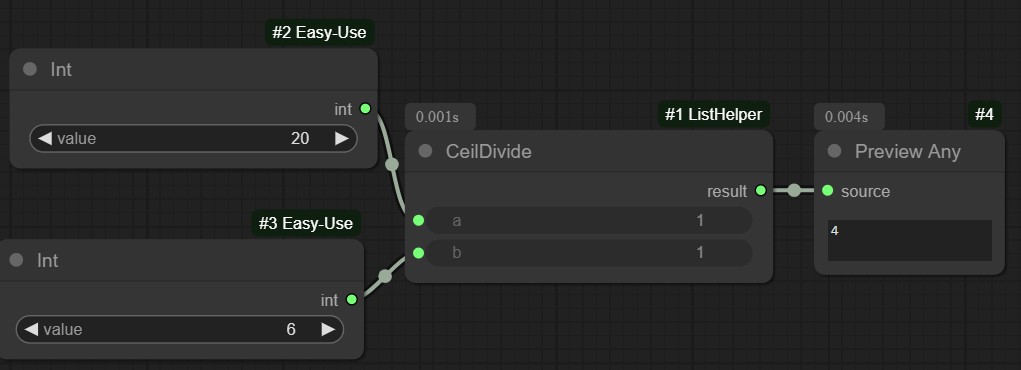 #2 Easy-Use
Int
int
value 20
0.001s
#1 ListHelper
CeilDivide
result
a 1
b 1
#3 Easy-Use
Int
int
value 6
0.004s
#4
Preview Any
source
4